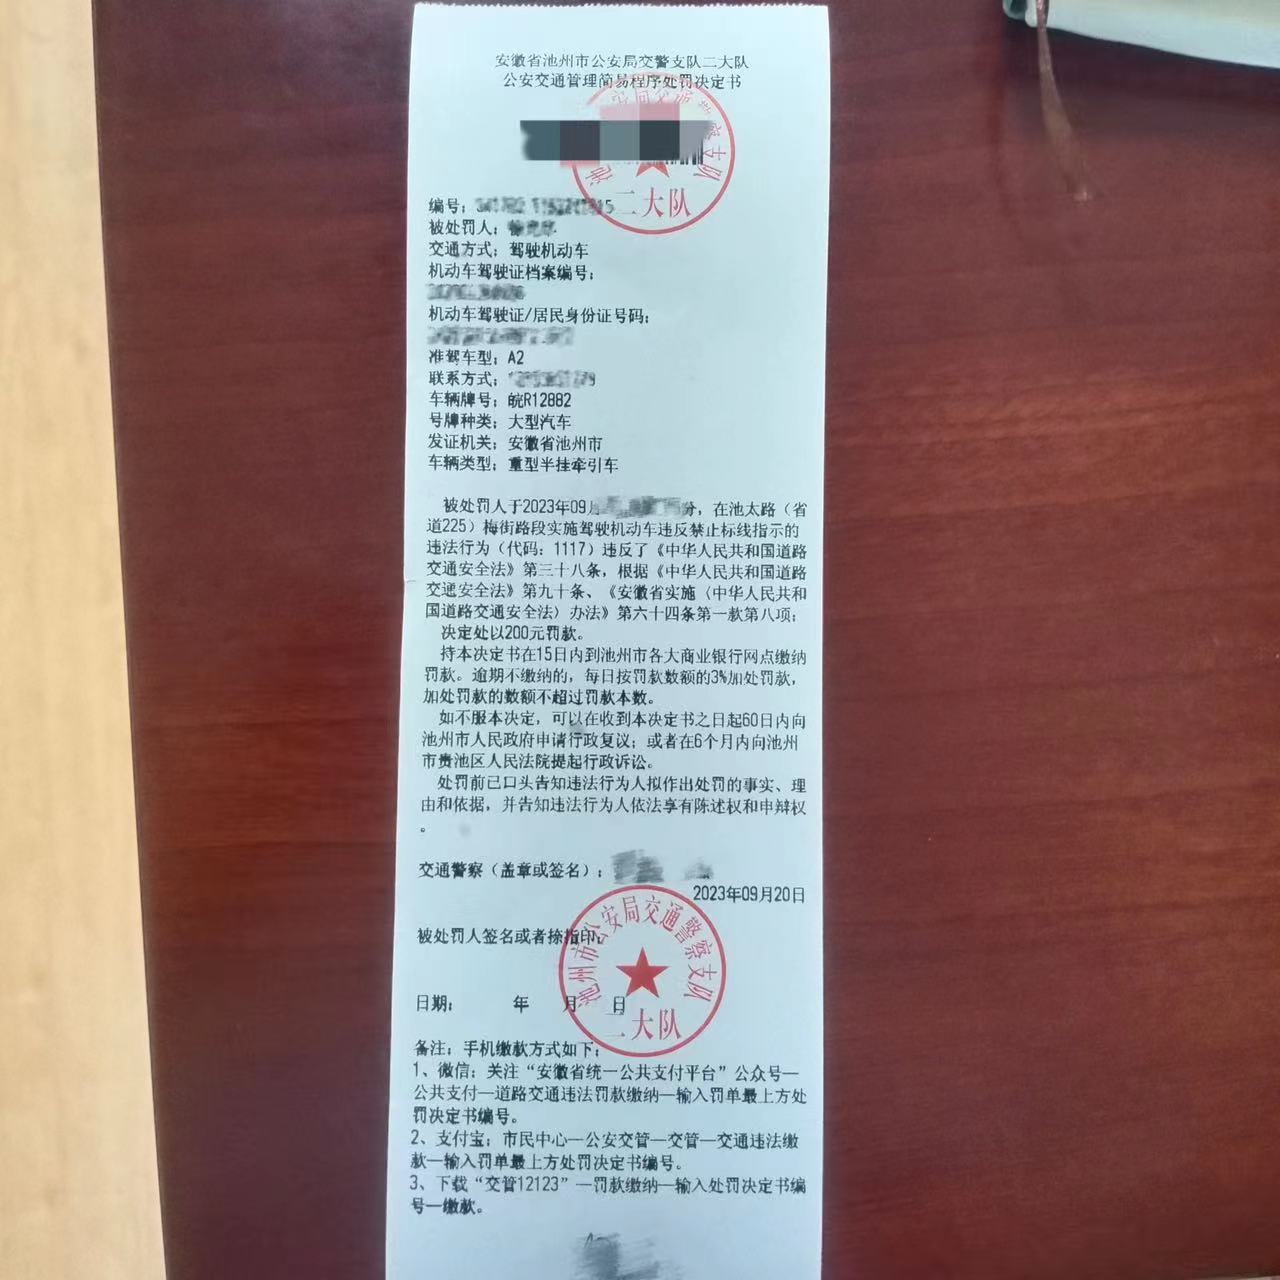 安徽省池州市公安局交警支队二大队
公安交通管理简易程序处罚决定书
池州市公安局交通警察支队
二大队
编号：
被处罚人：
交通方式：驾驶机动车
机动车驾驶证档案编号：
机动车驾驶证/居民身份证号码：
准驾车型：A2
联系方式：
车辆牌号：皖R12882
号牌种类：大型汽车
发证机关：安徽省池州市
车辆类型：重型半挂牵引车
被处罚人于2023年09月 分，在池太路（省
道225）梅街路段实施驾驶机动车违反禁止标线指示的
违法行为（代码：1117）违反了《中华人民共和国道路
交通安全法》第三十八条，根据《中华人民共和国道路
交通安全法》第九十条、《安徽省实施〈中华人民共和
国道路交通安全法〉办法》第六十四条第一款第八项；
决定处以200元罚款。
持本决定书在15日内到池州市各大商业银行网点缴纳
罚款。逾期不缴纳的，每日按罚款数额的3%加处罚款，
加处罚款的数额不超过罚款本数。
如不服本决定，可以在收到本决定书之日起60日内向
池州市人民政府申请行政复议；或者在6个月内向池州
市贵池区人民法院提起行政诉讼。
处罚前已口头告知违法行为人拟作出处罚的事实、理
由和依据，并告知违法行为人依法享有陈述权和申辩权
。
交通警察（盖章或签名）：
2023年09月20日
被处罚人签名或者捺指印：
池州市公安局交通警察支队
二大队
日期： 年 月 日
备注：手机缴款方式如下：
1、微信：关注“安徽省统一公共支付平台”公众号—
公共支付—道路交通违法罚款缴纳—输入罚单最上方处
罚决定书编号。
2、支付宝：市民中心—公安交管—交管—交通违法缴
款—输入罚单最上方处罚决定书编号。
3、下载“交管12123”—罚款缴纳—输入处罚决定书编
号—缴款。